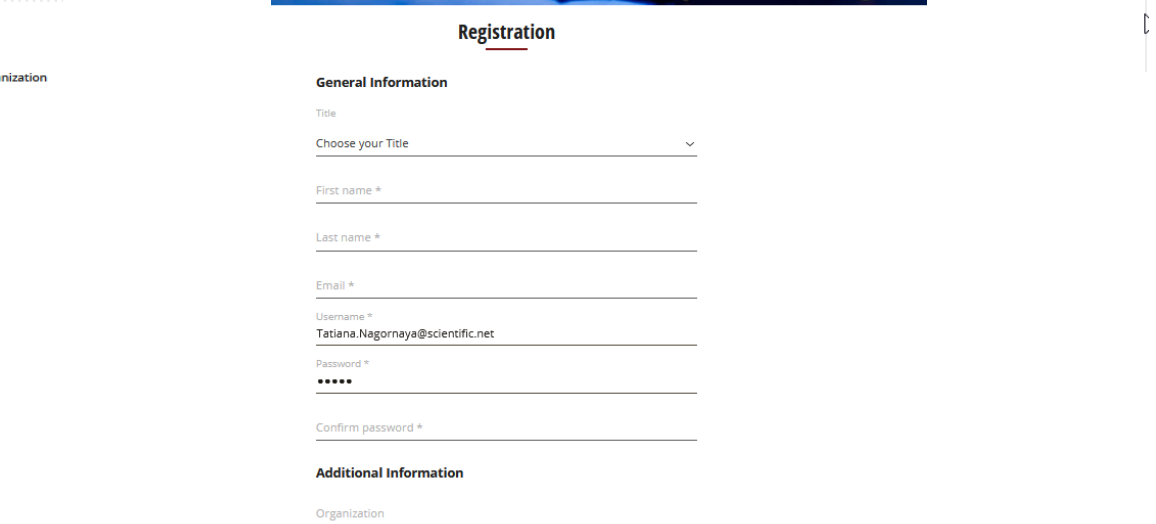 Registration
nization
General Information
Title
Choose your Title
First name *
Last name *
Email *
Username *
Tatiana.Nagornaya@scientific.net
Password *
•••••
Confirm password *
Additional Information
Organization